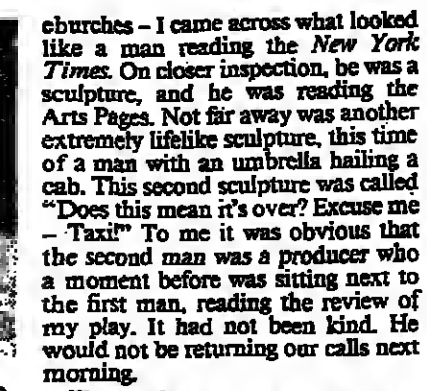 churches – I came across what looked
like a man reading the New York
Times. On closer inspection, he was a
sculpture, and he was reading the
Arts Pages. Not far away was another
extremely lifelike sculpture, this time
of a man with an umbrella hailing a
cab. This second sculpture was called
“Does this mean it's over? Excuse me
– Taxi!” To me it was obvious that
the second man was a producer who
a moment before was sitting next to
the first man, reading the review of
my play. It had not been kind. He
would not be returning our calls next
morning.